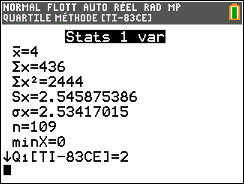 NORMAL FLOTT AUTO RÉEL RAD MP
QUARTILE MÉTHODE[TI-83CE]
Stats 1 var
x̄=4
Σx=436
Σx²=2444
Sx=2.545875386
σx=2.53417015
n=109
minX=0
↓Q₁[TI-83CE]=2